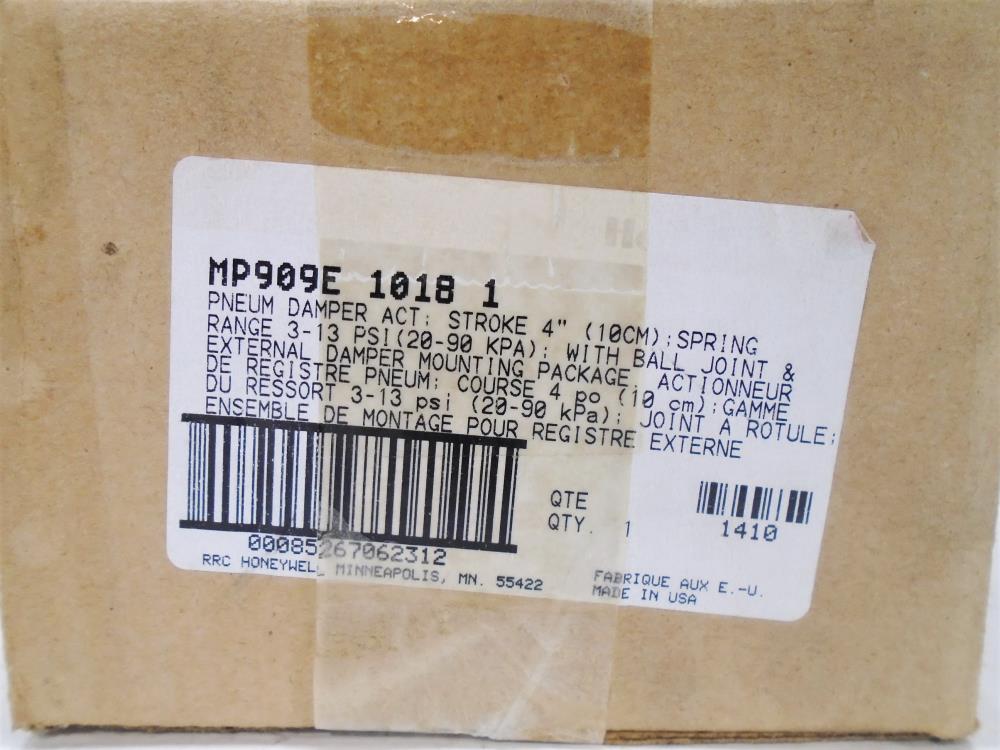 MP909E 1018 1
PNEUM DAMPER ACT; STROKE 4" (10CM);SPRING
RANGE 3-13 PSI(20-90 KPA); WITH BALL JOINT &
EXTERNAL DAMPER MOUNTING PACKAGE ACTIONNEUR
DE REGISTRE PNEUM; COURSE 4 po (10 cm);GAMME
DU RESSORT 3-13 psi (20-90 kPa); JOINT A ROTULE;
ENSEMBLE DE MONTAGE POUR REGISTRE EXTERNE
QTE
QTY. 1
1410
00085267062312
RRC HONEYWELL MINNEAPOLIS, MN. 55422
FABRIQUE AUX E.-U.
MADE IN USA